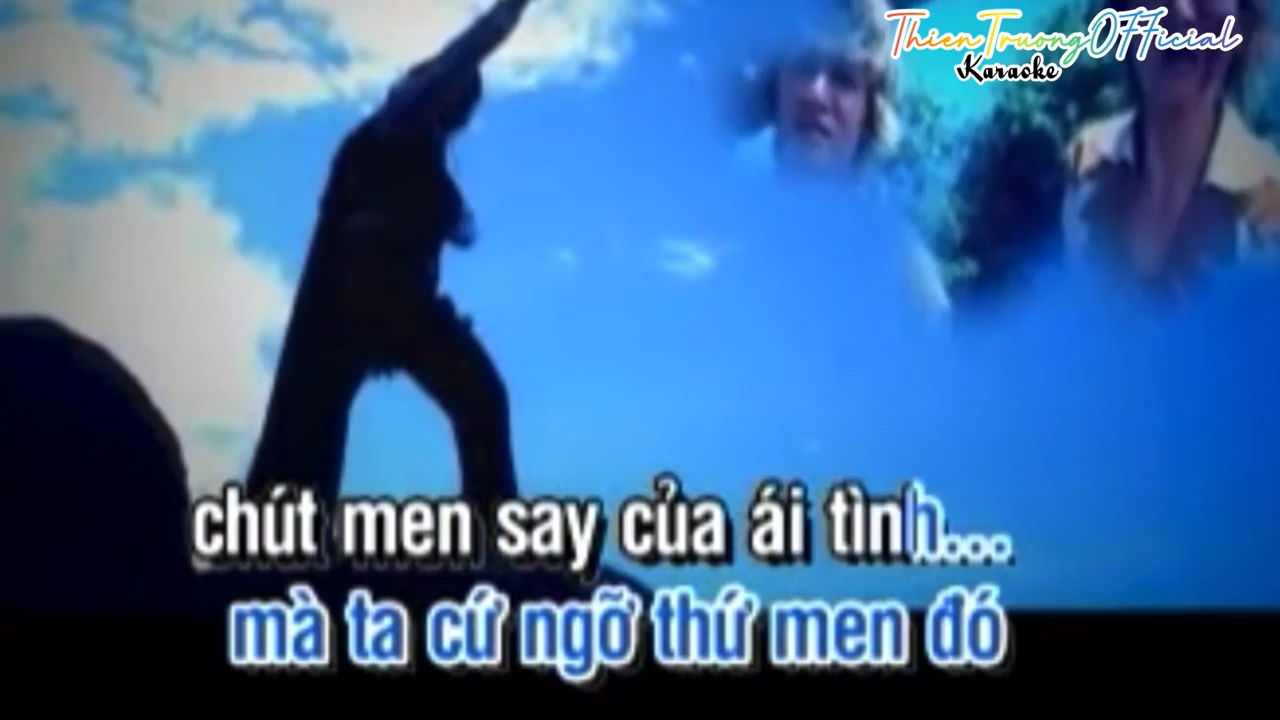 ThienTruongOFFicial
Karaoke
chút men say của ái tình...
mà ta cứ ngỡ thứ men đó